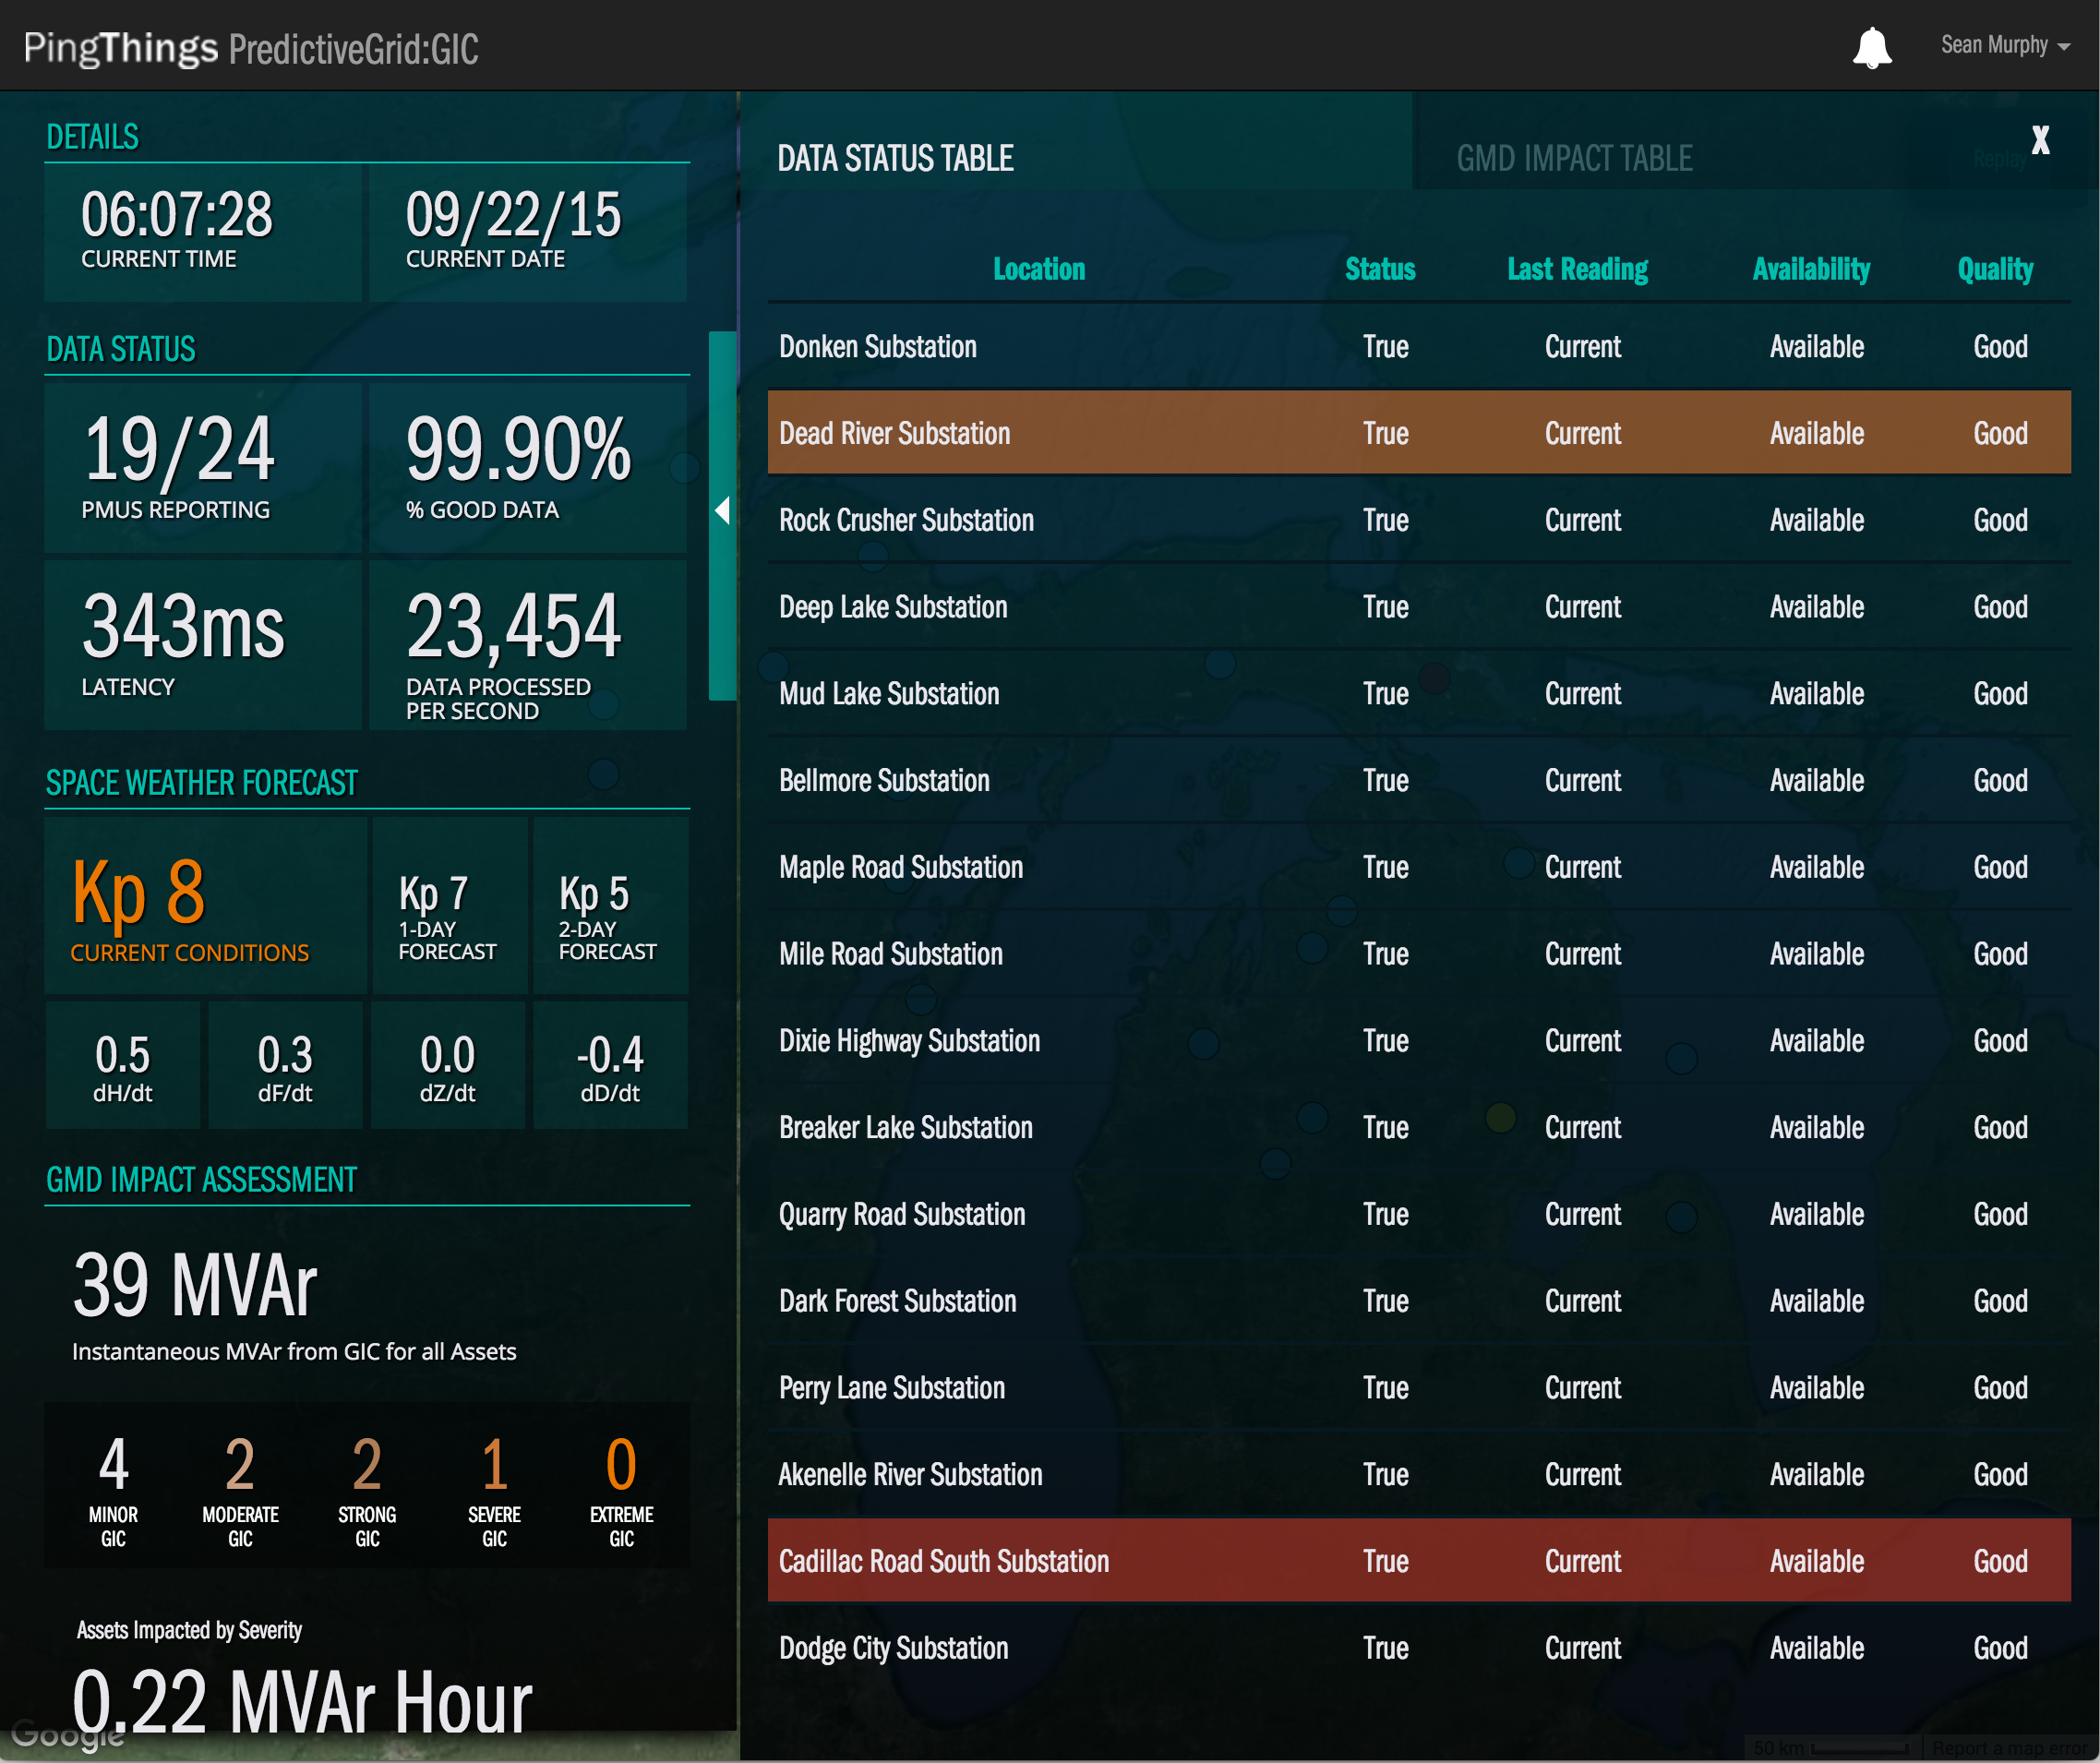 PingThings PredictiveGrid:GIC
Sean Murphy
DETAILS
06:07:28
CURRENT TIME
09/22/15
CURRENT DATE
DATA STATUS
19/24
PMUS REPORTING
99.90%
% GOOD DATA
343ms
LATENCY
23,454
DATA PROCESSED
PER SECOND
SPACE WEATHER FORECAST
Kp 8
CURRENT CONDITIONS
Kp 7
1-DAY
FORECAST
Kp 5
2-DAY
FORECAST
0.5
dH/dt
0.3
dF/dt
0.0
dZ/dt
-0.4
dD/dt
GMD IMPACT ASSESSMENT
39 MVAr
Instantaneous MVAr from GIC for all Assets
4
MINOR
GIC
2
MODERATE
GIC
2
STRONG
GIC
1
SEVERE
GIC
0
EXTREME
GIC
Assets Impacted by Severity
0.22 MVAr Hour
Google
DATA STATUS TABLE
GMD IMPACT TABLE
Replay
X
Location Status Last Reading Availability Quality
Donken Substation True Current Available Good
Dead River Substation True Current Available Good
Rock Crusher Substation True Current Available Good
Deep Lake Substation True Current Available Good
Mud Lake Substation True Current Available Good
Bellmore Substation True Current Available Good
Maple Road Substation True Current Available Good
Mile Road Substation True Current Available Good
Dixie Highway Substation True Current Available Good
Breaker Lake Substation True Current Available Good
Quarry Road Substation True Current Available Good
Dark Forest Substation True Current Available Good
Perry Lane Substation True Current Available Good
Akenelle River Substation True Current Available Good
Cadillac Road South Substation True Current Available Good
Dodge City Substation True Current Available Good
50 km
Report a map error